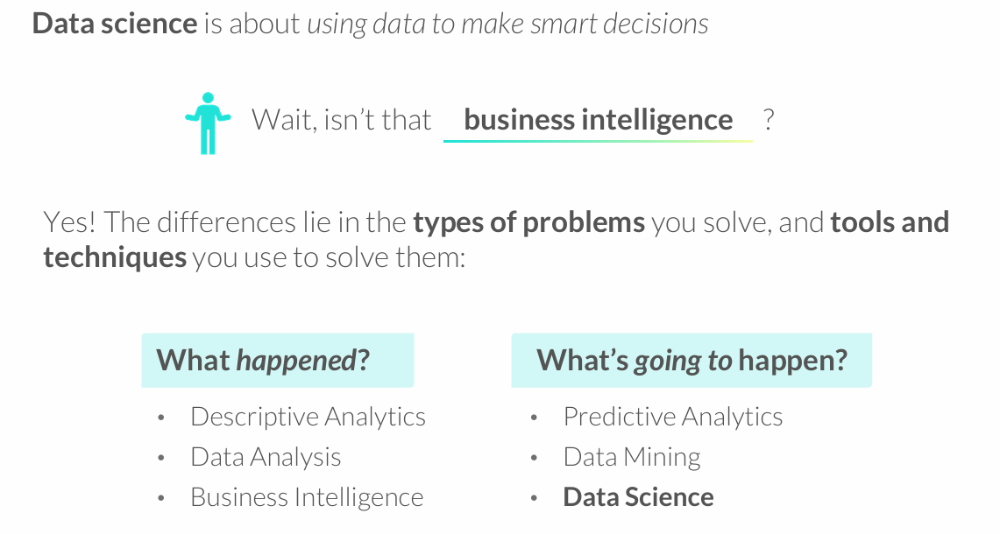 Data science is about using data to make smart decisions
Wait, isn't that business intelligence ?
Yes! The differences lie in the types of problems you solve, and tools and
techniques you use to solve them:
What happened?
• Descriptive Analytics
• Data Analysis
• Business Intelligence
What's going to happen?
• Predictive Analytics
• Data Mining
• Data Science